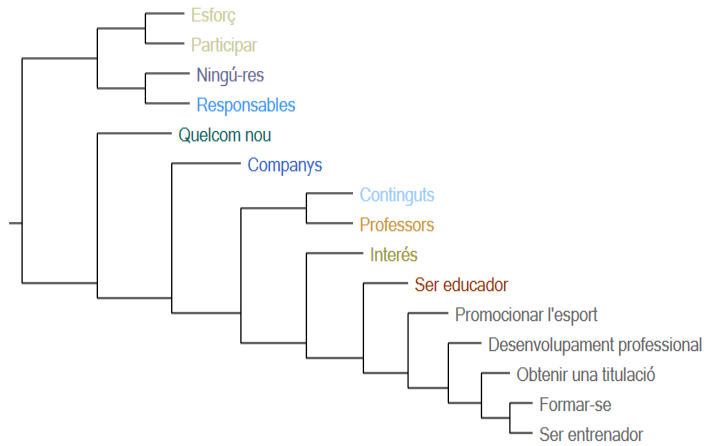 Esforç
Participar
Ningú-res
Responsables
Quelcom nou
Companys
Continguts
Professors
Interés
Ser educador
Promocionar l'esport
Desenvolupament professional
Obtenir una titulació
Formar-se
Ser entrenador